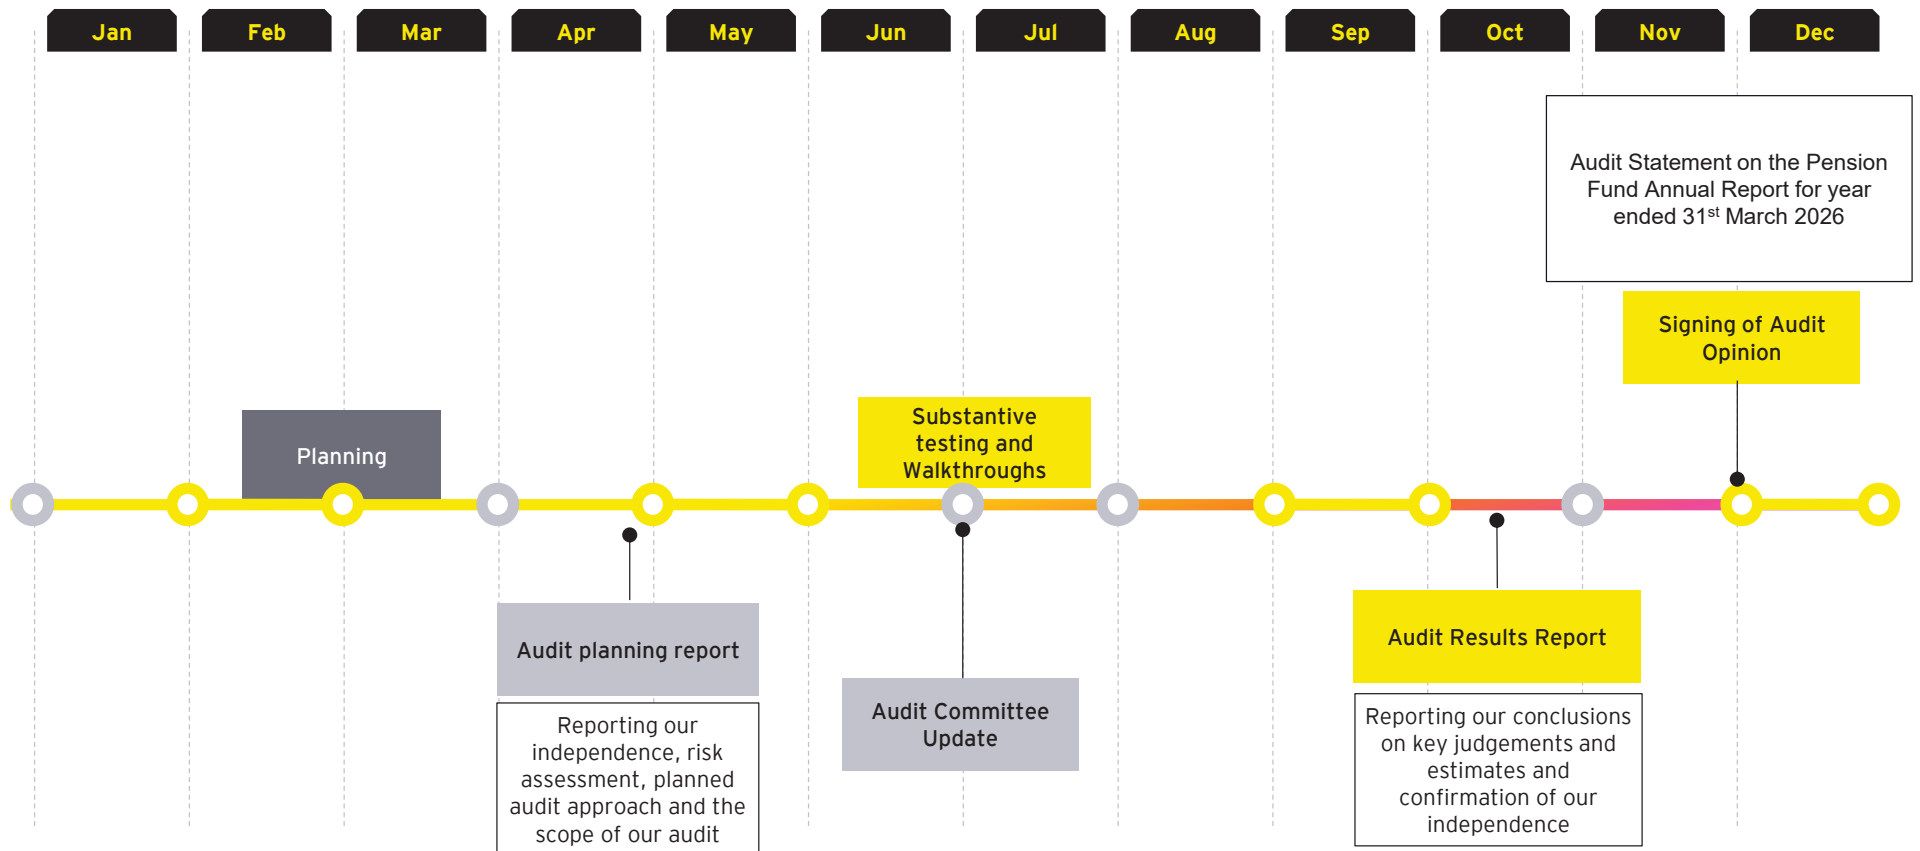 Jan
Feb
Mar
Apr
May
Jun
Jul
Aug
Sep
Oct
Nov
Dec
Audit Statement on the Pension
Fund Annual Report for year
ended 31st March 2026
Signing of Audit
Opinion
Planning
Substantive
testing and
Walkthroughs
Audit planning report
Reporting our
independence, risk
assessment, planned
audit approach and the
scope of our audit
Audit Committee
Update
Audit Results Report
Reporting our conclusions
on key judgements and
estimates and
confirmation of our
independence